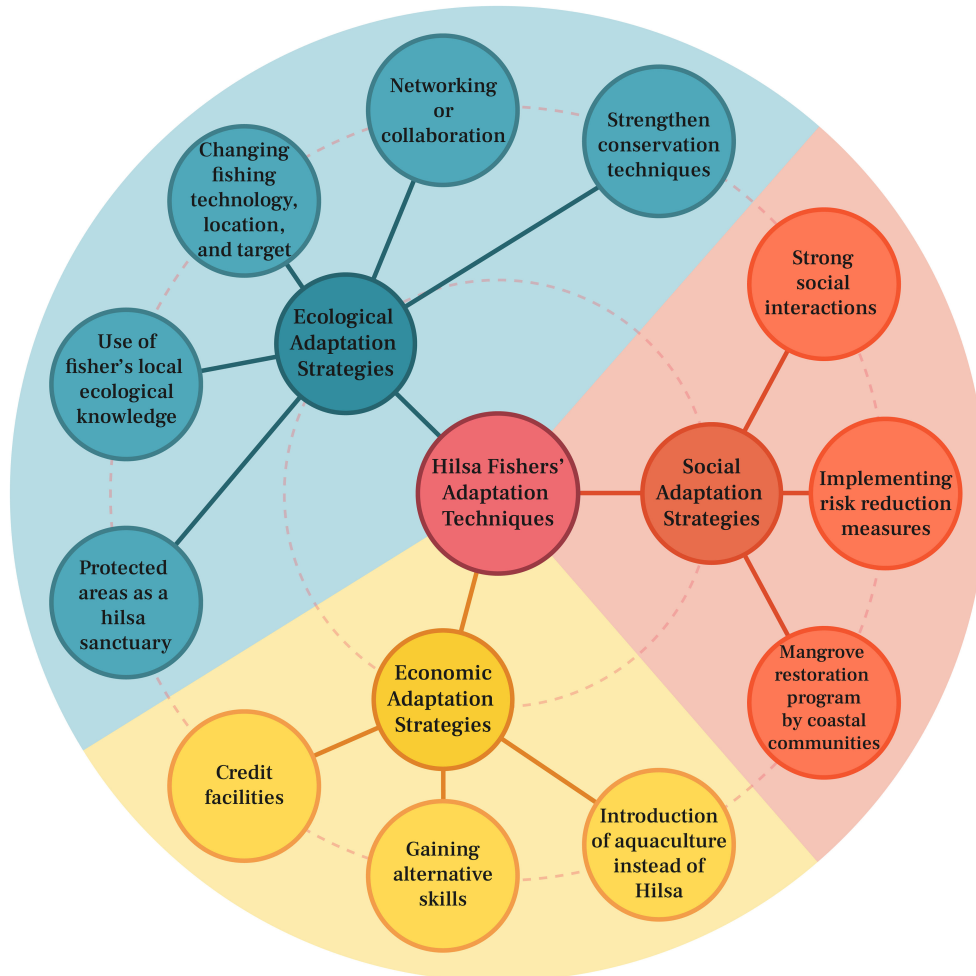 Networking
or
collaboration
Strengthen
conservation
techniques
Changing
fishing
technology,
location,
and target
Strong
social
interactions
Ecological
Adaptation
Strategies
Use of
fisher’s local
ecological
knowledge
Hilsa Fishers’
Adaptation
Techniques
Social
Adaptation
Strategies
Implementing
risk reduction
measures
Protected
areas as a
hilsa
sanctuary
Economic
Adaptation
Strategies
Mangrove
restoration
program
by coastal
communities
Credit
facilities
Gaining
alternative
skills
Introduction
of aquaculture
instead of
Hilsa